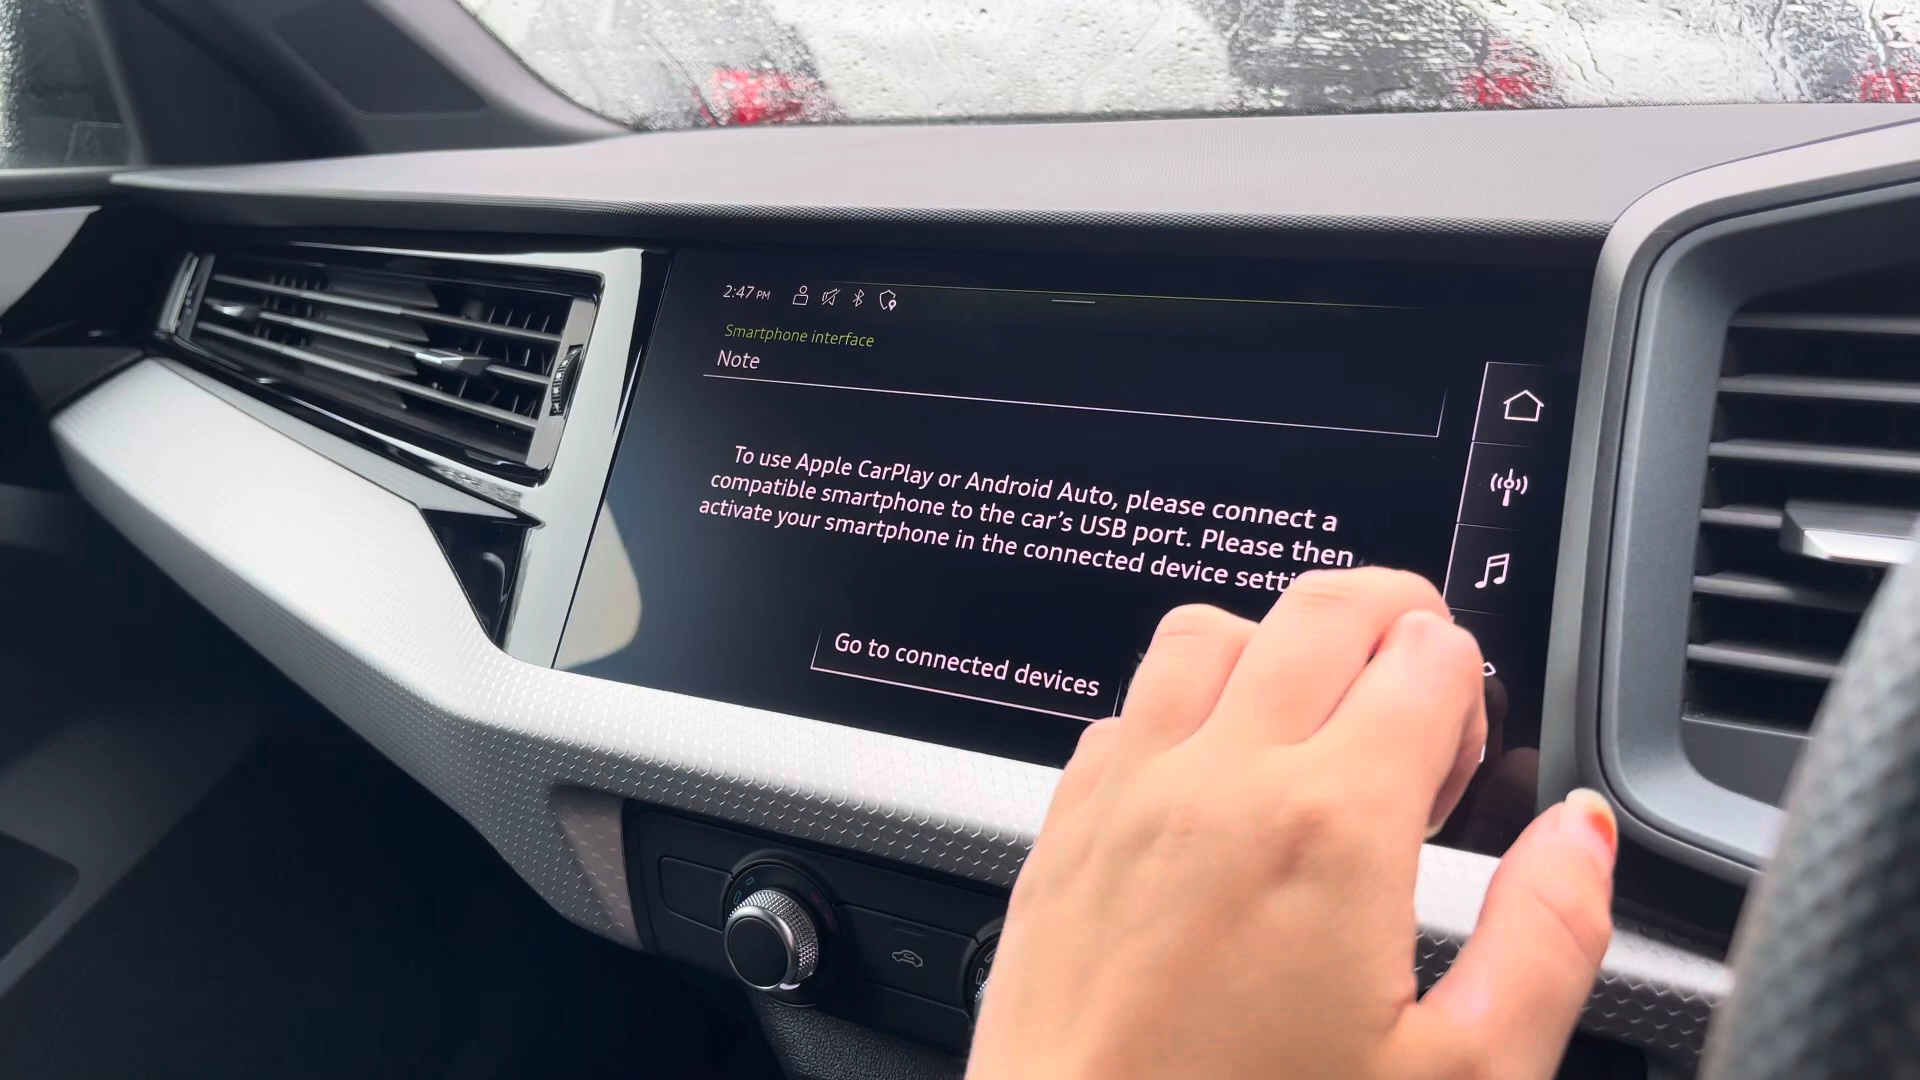 2:47 PM
Smartphone interface
Note
To use Apple CarPlay or Android Auto, please connect a
compatible smartphone to the car's USB port. Please then
activate your smartphone in the connected device
Go to connected devices